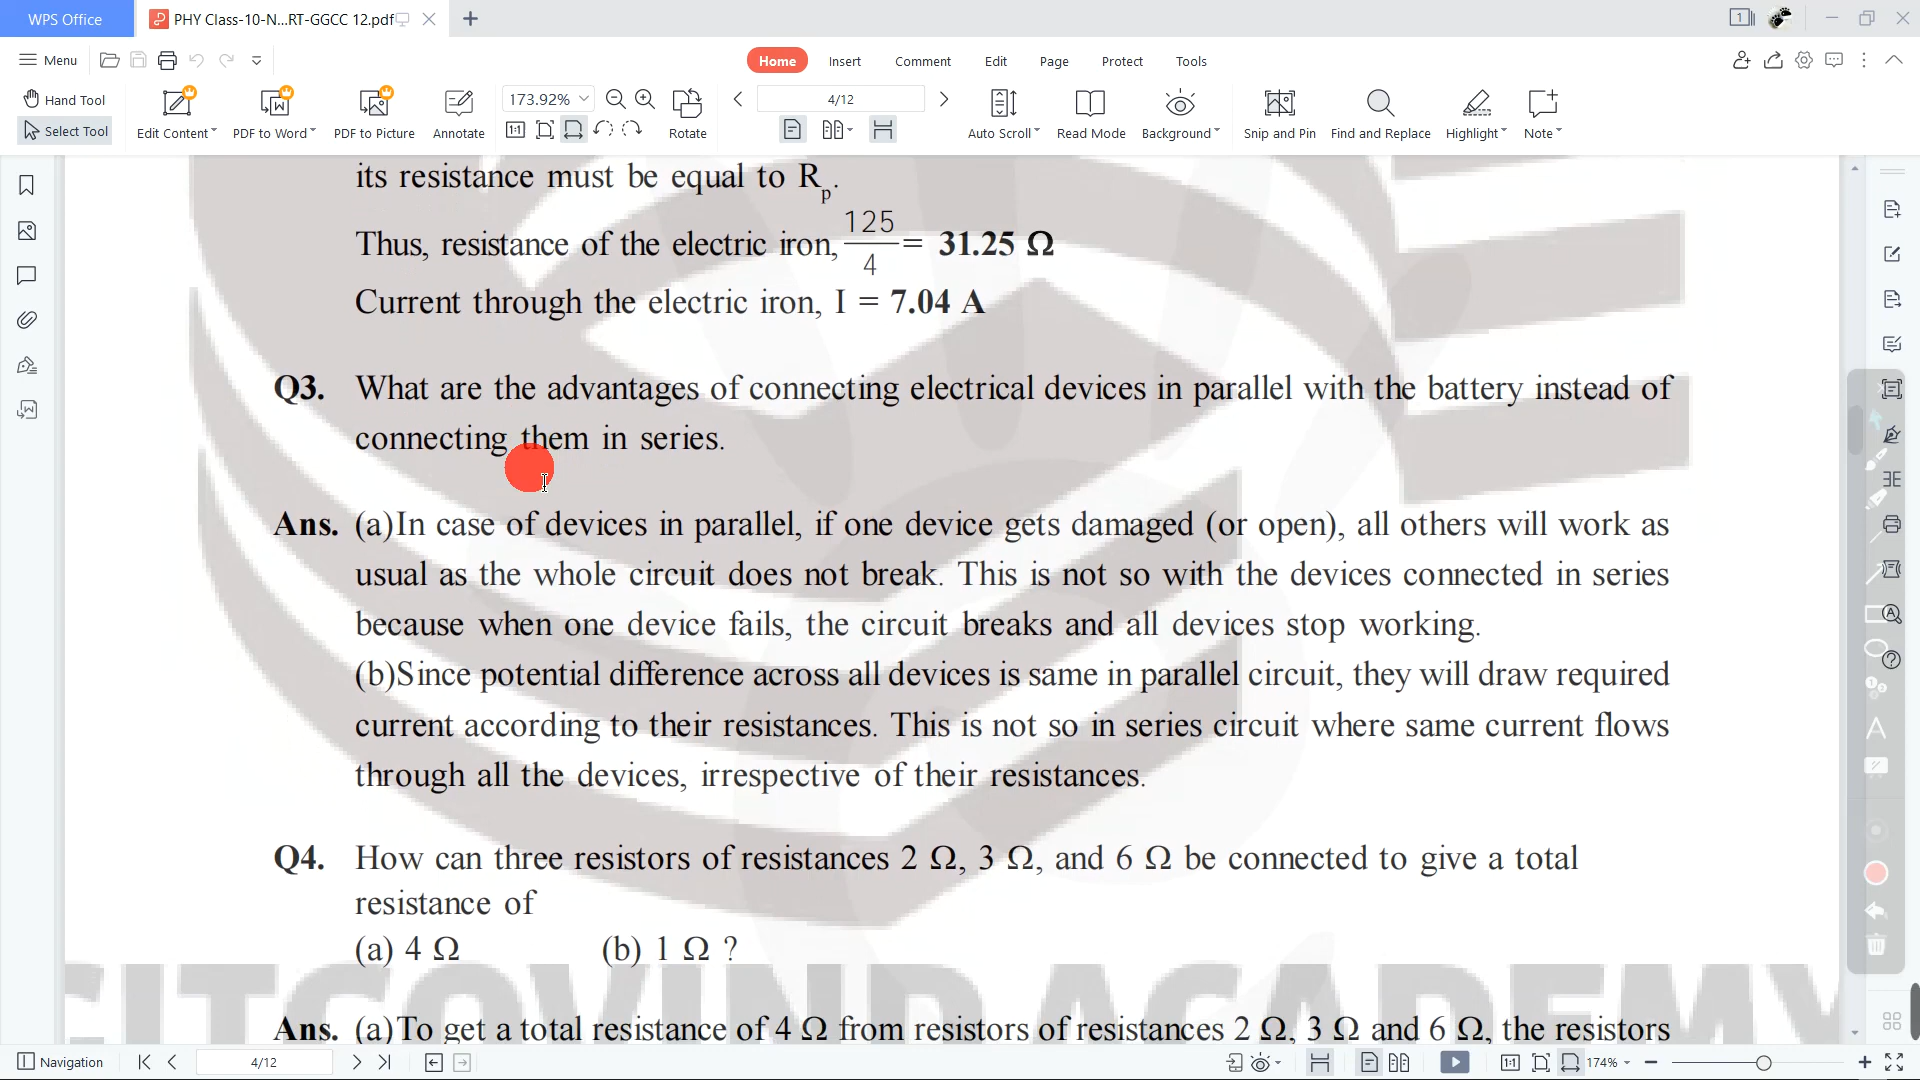 WPS Office
PHY Class-10-N...RT-GGCC 12.pdf
Menu
Home
Insert
Comment
Edit
Page
Protect
Tools
Hand Tool
Select Tool
Edit Content
PDF to Word
PDF to Picture
Annotate
173.92%
Rotate
4/12
Auto Scroll
Read Mode
Background
Snip and Pin
Find and Replace
Highlight
Note
its resistance must be equal to Rp.
Thus, resistance of the electric iron, 125/4 = 31.25 Ω
Current through the electric iron, I = 7.04 A
Q3. What are the advantages of connecting electrical devices in parallel with the battery instead of
connecting them in series.
Ans. (a)In case of devices in parallel, if one device gets damaged (or open), all others will work as
usual as the whole circuit does not break. This is not so with the devices connected in series
because when one device fails, the circuit breaks and all devices stop working.
(b)Since potential difference across all devices is same in parallel circuit, they will draw required
current according to their resistances. This is not so in series circuit where same current flows
through all the devices, irrespective of their resistances.
Q4. How can three resistors of resistances 2 Ω, 3 Ω, and 6 Ω be connected to give a total
resistance of
(a) 4 Ω (b) 1 Ω ?
Ans. (a)To get a total resistance of 4 Ω from resistors of resistances 2 Ω, 3 Ω and 6 Ω, the resistors
Navigation
4/12
174%